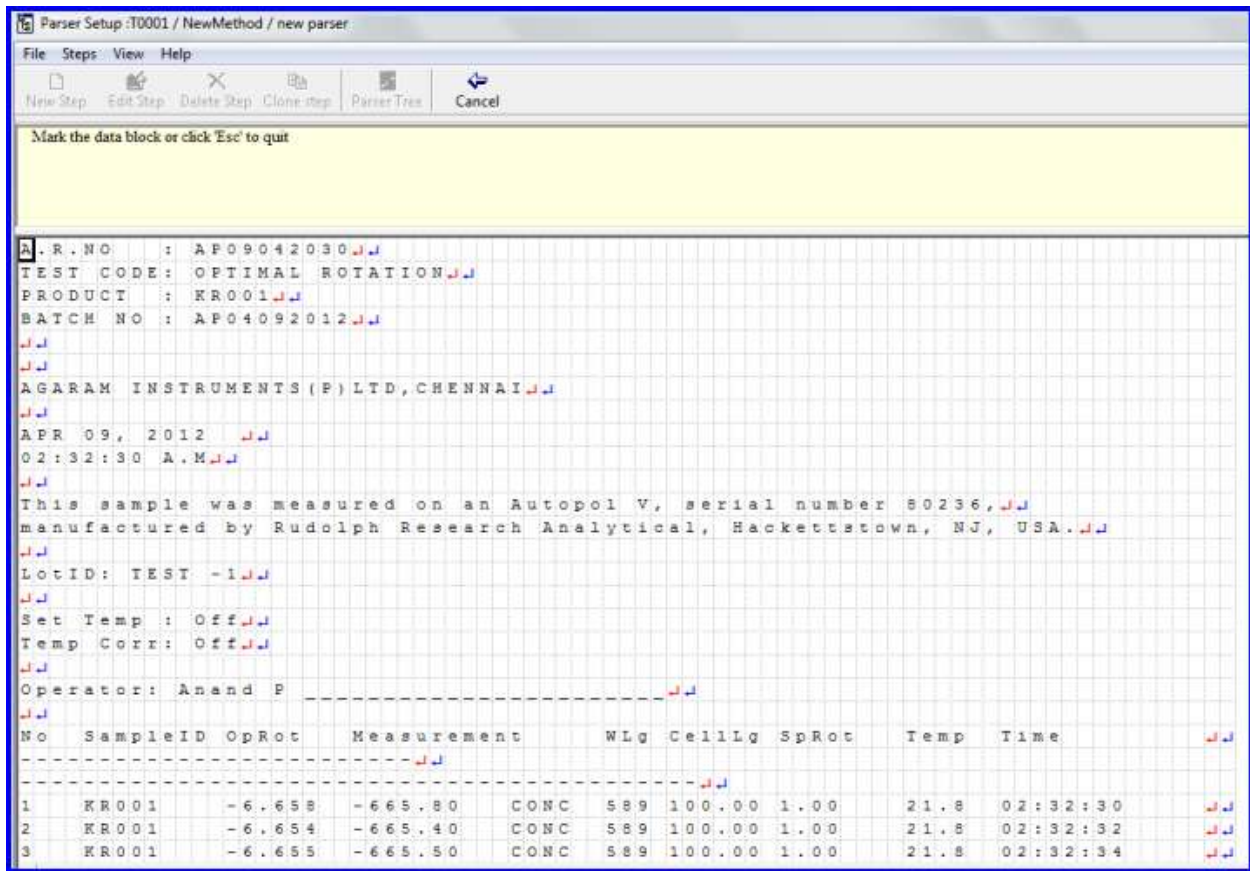 Parser Setup :T0001 / NewMethod / new parser
File Steps View Help
New Step Edit Step Delete Step Clone step Parser Tree Cancel
Mark the data block or click 'Esc' to quit
A.R.NO   : AP09042030
TEST CODE: OPTIMAL ROTATION
PRODUCT  : KR001
BATCH NO : AP04092012
AGARAM INSTRUMENTS(P)LTD,CHENNAI
APR 09, 2012
02:32:30 A.M
This sample was measured on an Autopol V, serial number 80236,
manufactured by Rudolph Research Analytical, Hackettstown, NJ, USA.
LotID: TEST -1
Set Temp : Off
Temp Corr: Off
Operator: Anand P _______________________
No  SampleID OpRot   Measurement     WLg CellLg SpRot   Temp  Time
-------------------------
-------------------------------------------
1   KR001    -6.658  -665.80   CONC  589 100.00 1.00    21.8  02:32:30
2   KR001    -6.654  -665.40   CONC  589 100.00 1.00    21.8  02:32:32
3   KR001    -6.655  -665.50   CONC  589 100.00 1.00    21.8  02:32:34